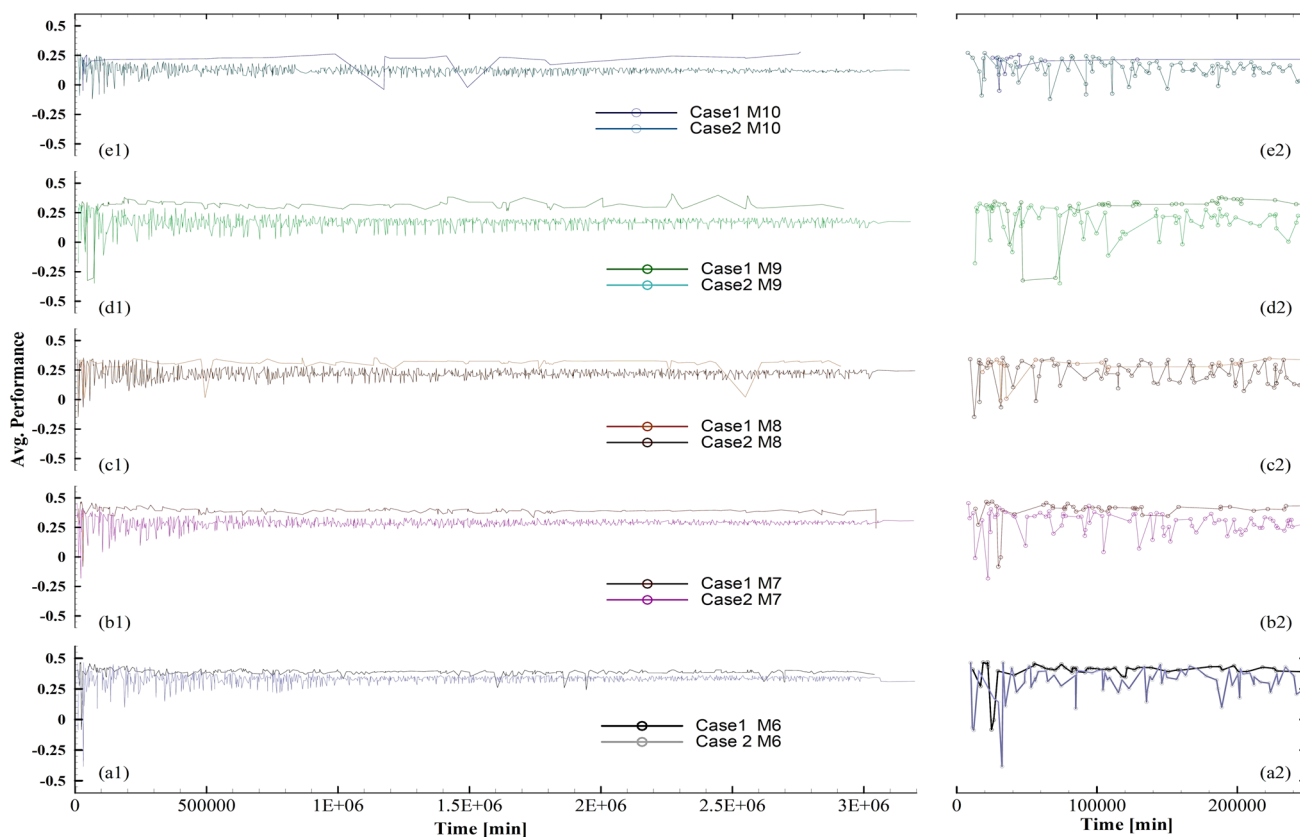 0.5
0.25
0
-0.25
-0.5
Case1 M10
Case2 M10
(e1)
(e2)
0.5
0.25
0
-0.25
-0.5
Case1 M9
Case2 M9
(d1)
(d2)
0.5
0.25
0
-0.25
-0.5
Case1 M8
Case2 M8
(c1)
(c2)
Avg. Performance
0.5
0.25
0
-0.25
-0.5
Case1 M7
Case2 M7
(b1)
(b2)
0.5
0.25
0
-0.25
-0.5
Case1 M6
Case 2 M6
(a1)
(a2)
0 500000 1E+06 1.5E+06 2E+06 2.5E+06 3E+06
Time [min]
0 100000 200000
Time [min]